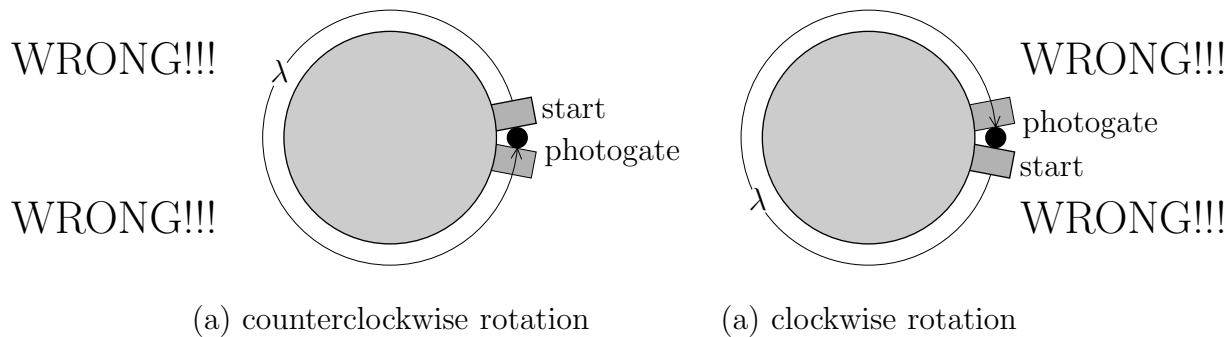 WRONG!!!
λ
start
photogate
WRONG!!!
(a) counterclockwise rotation
WRONG!!!
photogate
start
λ
WRONG!!!
(a) clockwise rotation